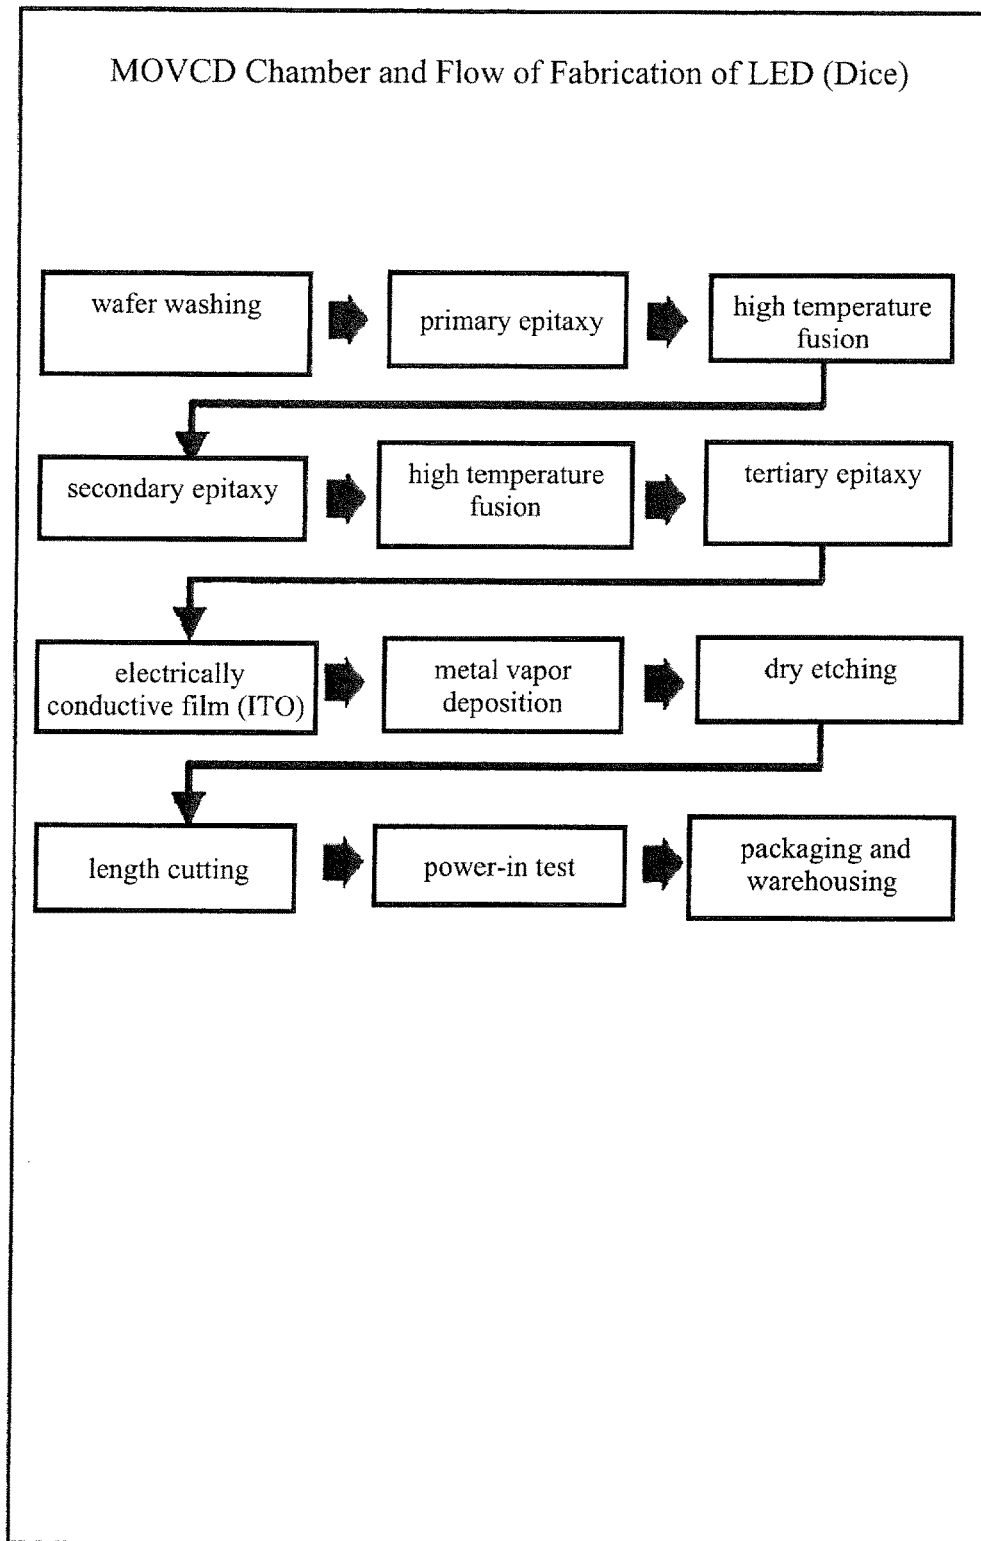 MOVCD Chamber and Flow of Fabrication of LED (Dice)
wafer washing
primary epitaxy
high temperature
fusion
secondary epitaxy
high temperature
fusion
tertiary epitaxy
electrically
conductive film (ITO)
metal vapor
deposition
dry etching
length cutting
power-in test
packaging and
warehousing